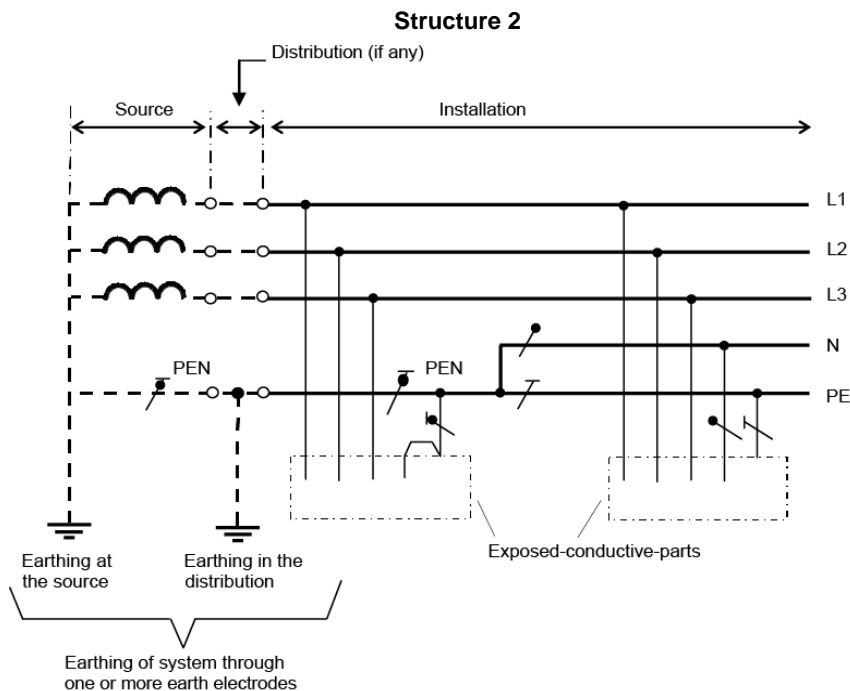 Structure 2
Distribution (if any)
Source
Installation
L1
L2
L3
N
PEN
PEN
PE
Exposed-conductive-parts
Earthing at
the source
Earthing in the
distribution
Earthing of system through
one or more earth electrodes